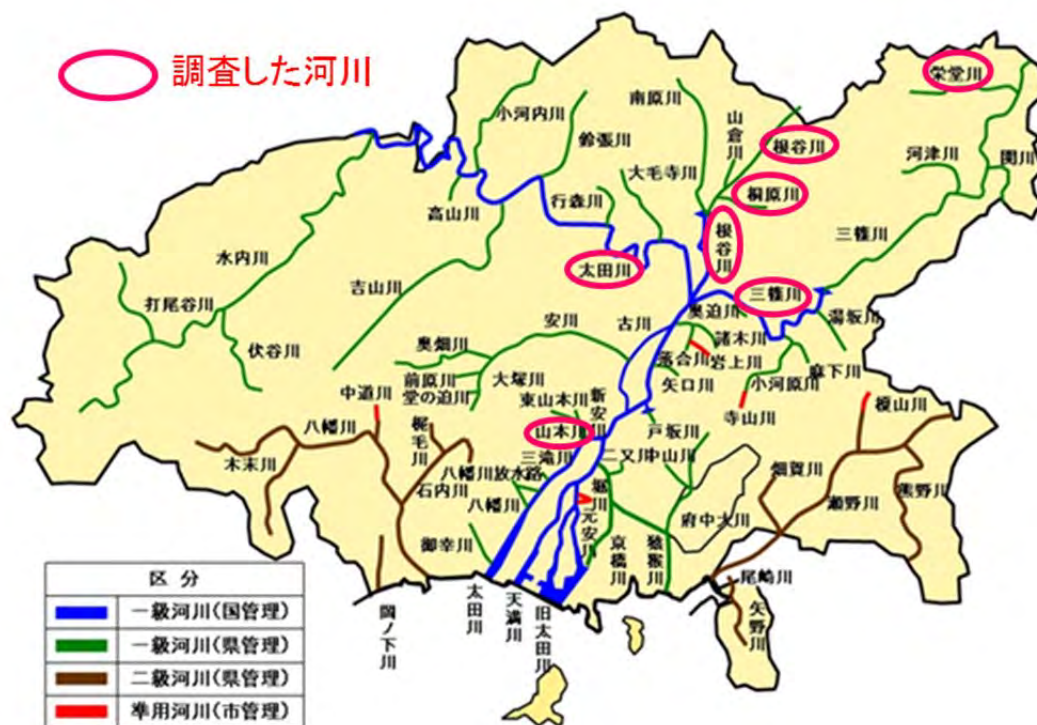 調査した河川
栄堂川
小河内川
南原川
山倉川
根谷川
鈴張川
河津川
関川
大毛寺川
桐原川
行森川
高山川
根谷川
三篠川
水内川
太田川
吉山川
三篠川
打尾谷川
奥迫川
湯坂川
古川
安川
諸木川
伏谷川
奥畑川
落合川
岩上川
麻下川
前原川
大塚川
矢口川
小河原川
中道川
堂の迫川
東山本川
新安川
寺山川
榎山川
八幡川
梶毛川
山本川
戸坂川
木末川
三滝川
二又川
中山川
畑賀川
八幡川放水路
石内川
堀川
瀬野川
熊野川
八幡川
府中大川
元安川
御幸川
京橋川
猿猴川
尾崎川
矢野川
岡ノ下川
太田川
天満川
旧太田川
区 分
一級河川(国管理)
一級河川(県管理)
二級河川(県管理)
準用河川(市管理)